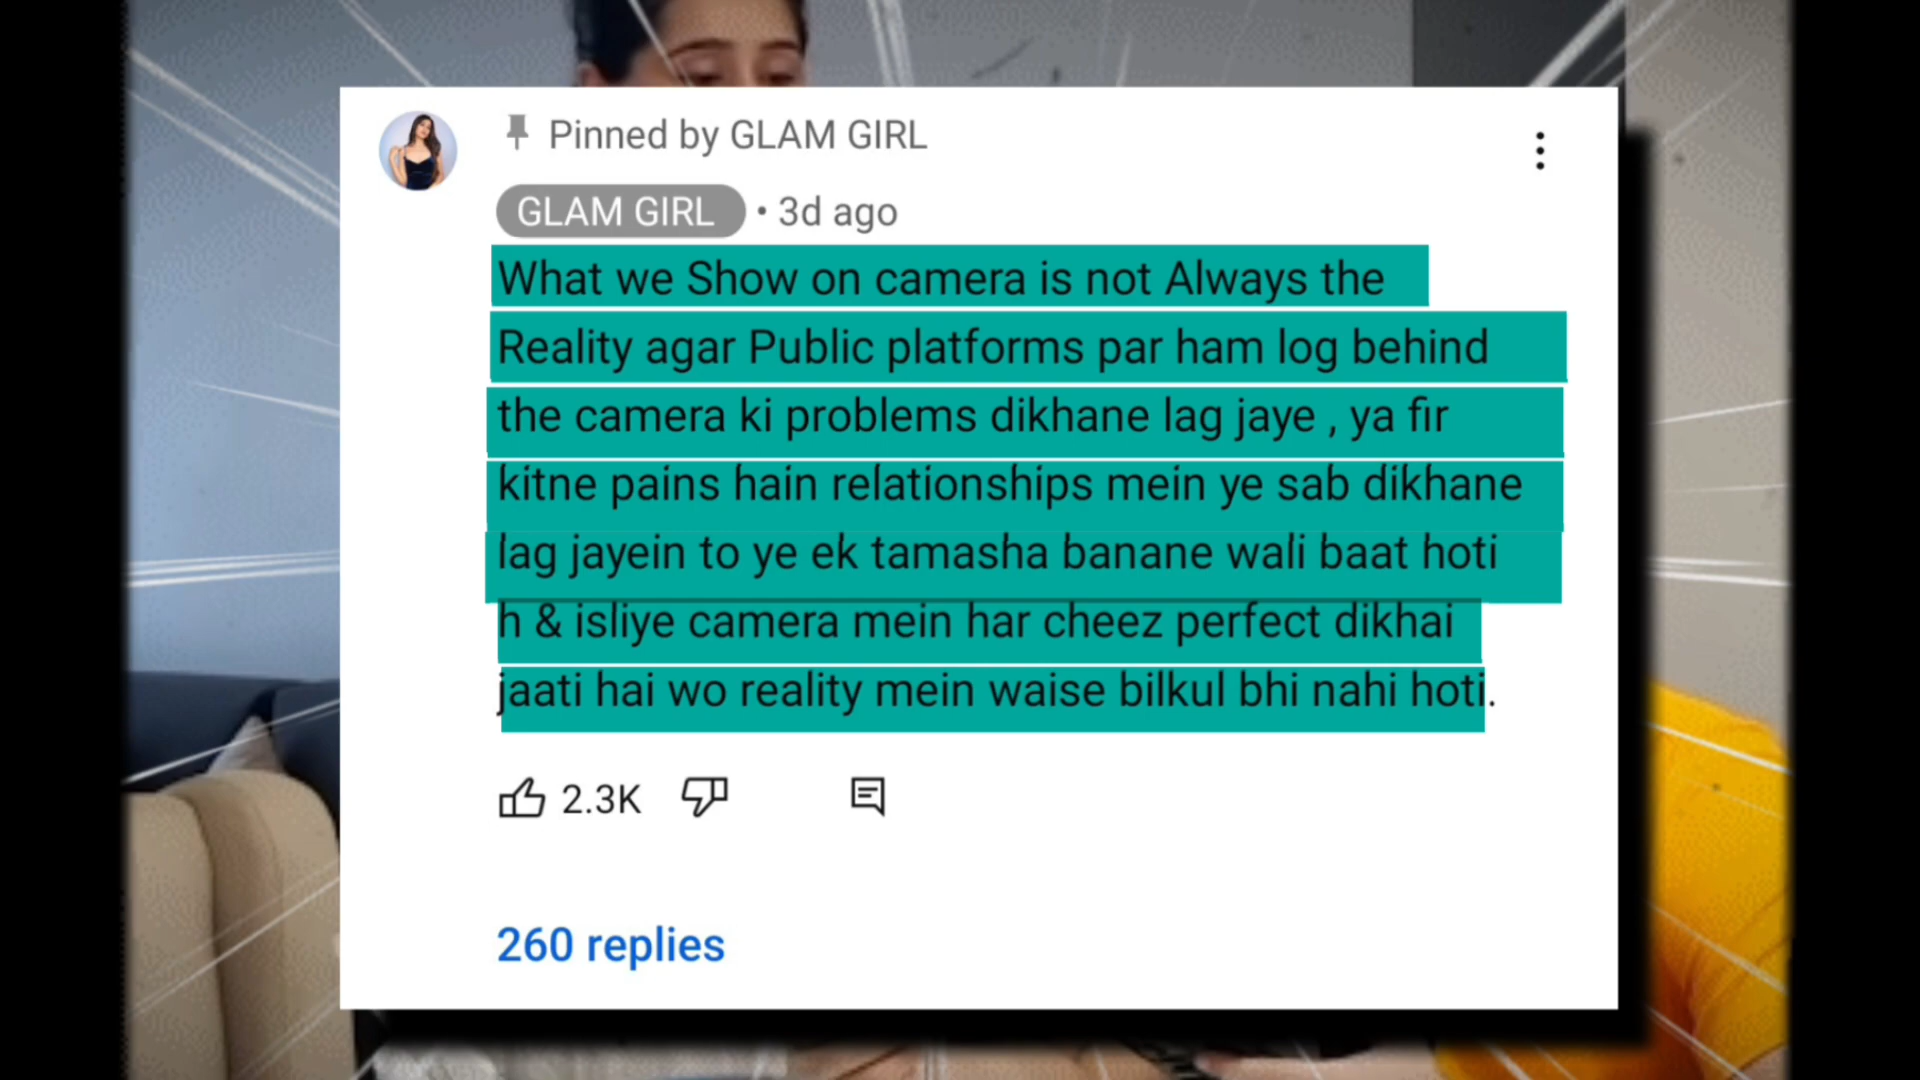 Pinned by GLAM GIRL
GLAM GIRL • 3d ago
What we Show on camera is not Always the
Reality agar Public platforms par ham log behind
the camera ki problems dikhane lag jaye , ya fir
kitne pains hain relationships mein ye sab dikhane
lag jayein to ye ek tamasha banane wali baat hoti
h & isliye camera mein har cheez perfect dikhai
jaati hai wo reality mein waise bilkul bhi nahi hoti.
2.3K
260 replies